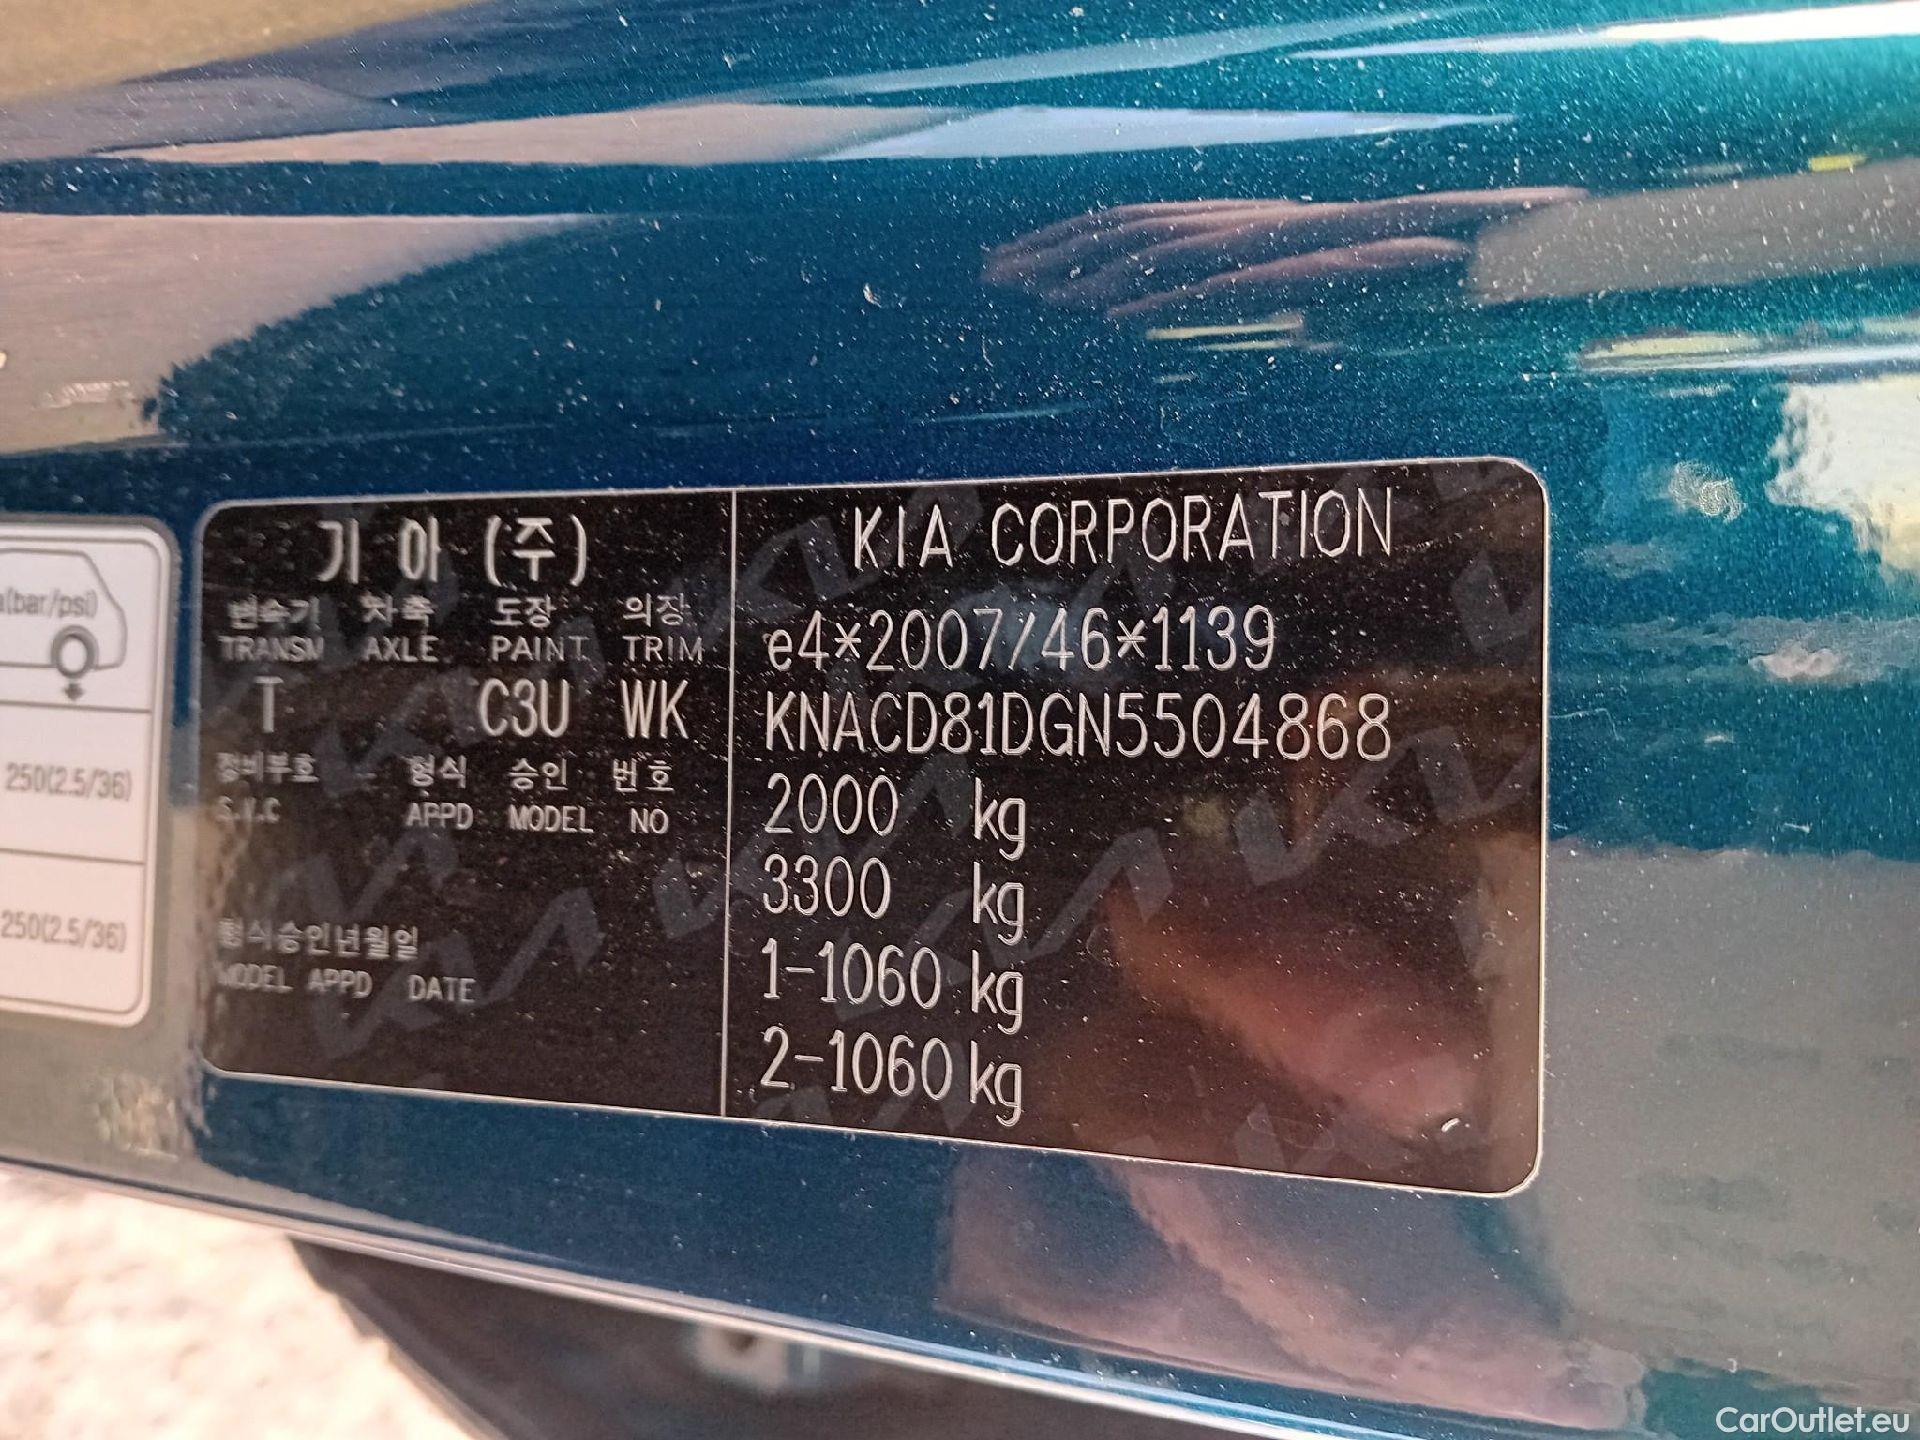 a(bar/psi)
250(2.5/36)
250(2.5/36)
기 아 (주)
변속기 차축 도장 의장
TRANSM AXLE PAINT TRIM
T C3U WK
정비부호 형식 승인 번호
S.V.C APPD MODEL NO
형식승인년월일
MODEL APPD DATE
KIA CORPORATION
e4*2007/46*1139
KNACD81DGN5504868
2000 kg
3300 kg
1-1060 kg
2-1060 kg
CarOutlet.eu